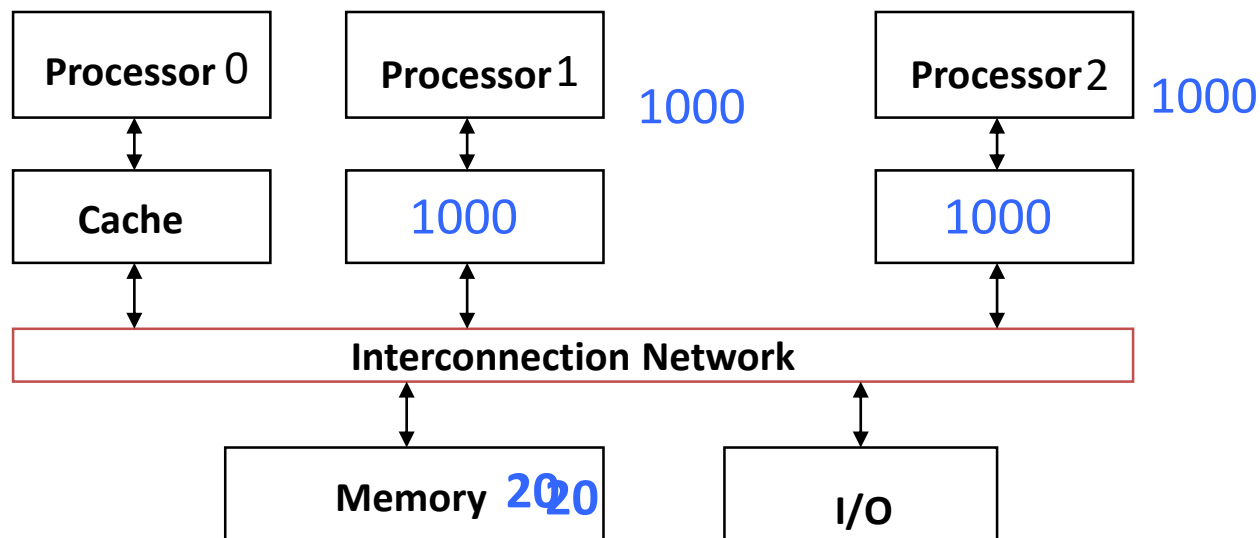 Processor 0
Processor 1
1000
Processor 2
1000
Cache
1000
1000
Interconnection Network
Memory 20 20
I/O